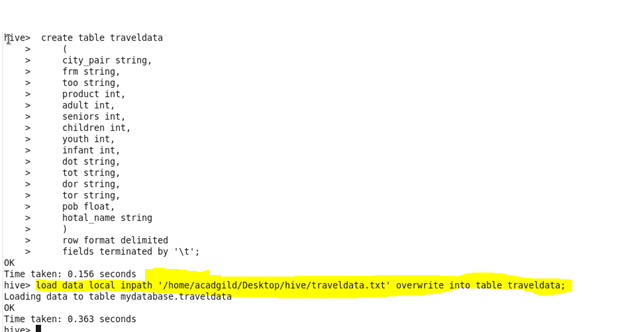 hive>  create table traveldata
    >      (
    >      city_pair string,
    >      frm string,
    >      too string,
    >      product int,
    >      adult int,
    >      seniors int,
    >      children int,
    >      youth int,
    >      infant int,
    >      dot string,
    >      tot string,
    >      dor string,
    >      tor string,
    >      pob float,
    >      hotal_name string
    >      )
    >      row format delimited
    >      fields terminated by '\t';
OK
Time taken: 0.156 seconds
hive> load data local inpath '/home/acadgild/Desktop/hive/traveldata.txt' overwrite into table traveldata;
Loading data to table mydatabase.traveldata
OK
Time taken: 0.363 seconds
hive>